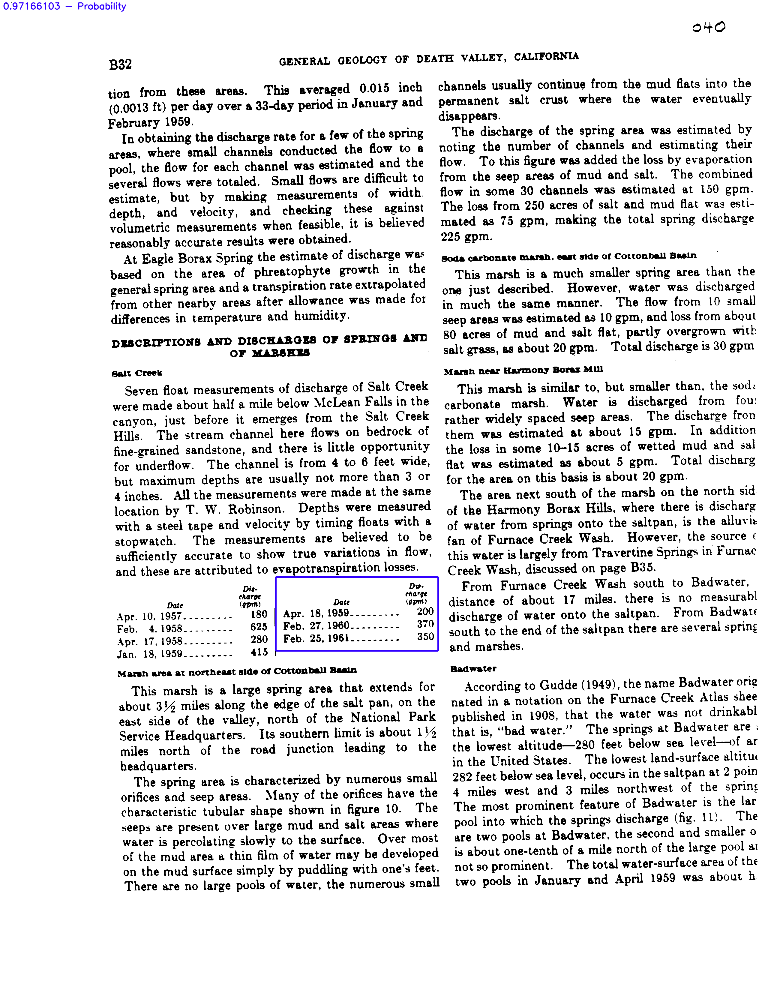 0.97166103 — Probability
040
B32
GENERAL GEOLOGY OF DEATH VALLEY, CALIFORNIA
tion from these areas. This averaged 0.015 inch
(0.0013 ft) per day over a 33-day period in January and
February 1959.
In obtaining the discharge rate for a few of the spring
areas, where small channels conducted the flow to a
pool, the flow for each channel was estimated and the
several flows were totaled. Small flows are difficult to
estimate, but by making measurements of width,
depth, and velocity, and checking these against
volumetric measurements when feasible, it is believed
reasonably accurate results were obtained.
At Eagle Borax Spring the estimate of discharge was
based on the area of phreatophyte growth in the
general spring area and a transpiration rate extrapolated
from other nearby areas after allowance was made for
differences in temperature and humidity.
DESCRIPTIONS AND DISCHARGES OF SPRINGS AND
OF MARSHES
Salt Creek
Seven float measurements of discharge of Salt Creek
were made about half a mile below McLean Falls in the
canyon, just before it emerges from the Salt Creek
Hills. The stream channel here flows on bedrock of
fine-grained sandstone, and there is little opportunity
for underflow. The channel is from 4 to 6 feet wide,
but maximum depths are usually not more than 3 or
4 inches. All the measurements were made at the same
location by T. W. Robinson. Depths were measured
with a steel tape and velocity by timing floats with a
stopwatch. The measurements are believed to be
sufficiently accurate to show true variations in flow,
and these are attributed to evapotranspiration losses.
Date Dis-charge (gpm) Date Dis-charge (gpm)
Apr. 10, 1957 - - - - - - - - - 180 Apr. 18, 1959 - - - - - - - - - 200
Feb. 4, 1958 - - - - - - - - - 625 Feb. 27, 1960 - - - - - - - - - 370
Apr. 17, 1958 - - - - - - - - - 280 Feb. 25, 1961 - - - - - - - - - 350
Jan. 18, 1959 - - - - - - - - - 415
Marsh area at northeast side of Cottonball Basin
This marsh is a large spring area that extends for
about 3½ miles along the edge of the salt pan, on the
east side of the valley, north of the National Park
Service Headquarters. Its southern limit is about 1½
miles north of the road junction leading to the
headquarters.
The spring area is characterized by numerous small
orifices and seep areas. Many of the orifices have the
characteristic tubular shape shown in figure 10. The
seeps are present over large mud and salt areas where
water is percolating slowly to the surface. Over most
of the mud area a thin film of water may be developed
on the mud surface simply by puddling with one's feet.
There are no large pools of water, the numerous small
channels usually continue from the mud flats into the
permanent salt crust where the water eventually
disappears.
The discharge of the spring area was estimated by
noting the number of channels and estimating their
flow. To this figure was added the loss by evaporation
from the seep areas of mud and salt. The combined
flow in some 30 channels was estimated at 150 gpm.
The loss from 250 acres of salt and mud flat was esti-
mated as 75 gpm, making the total spring discharge
225 gpm.
Soda carbonate marsh, east side of Cottonball Basin
This marsh is a much smaller spring area than the
one just described. However, water was discharged
in much the same manner. The flow from 10 small
seep areas was estimated as 10 gpm, and loss from about
80 acres of mud and salt flat, partly overgrown with
salt grass, as about 20 gpm. Total discharge is 30 gpm
Marsh near Harmony Borax Mill
This marsh is similar to, but smaller than, the soda
carbonate marsh. Water is discharged from four
rather widely spaced seep areas. The discharge from
them was estimated at about 15 gpm. In addition
the loss in some 10–15 acres of wetted mud and sal
flat was estimated as about 5 gpm. Total discharg
for the area on this basis is about 20 gpm.
The area next south of the marsh on the north sid
of the Harmony Borax Hills, where there is discharg
of water from springs onto the saltpan, is the alluvia
fan of Furnace Creek Wash. However, the source
this water is largely from Travertine Springs in Furnac
Creek Wash, discussed on page B35.
From Furnace Creek Wash south to Badwater,
distance of about 17 miles, there is no measurabl
discharge of water onto the saltpan. From Badwate
south to the end of the saltpan there are several spring
and marshes.
Badwater
According to Gudde (1949), the name Badwater orig
nated in a notation on the Furnace Creek Atlas shee
published in 1908, that the water was not drinkabl
that is, "bad water." The springs at Badwater are
the lowest altitude—280 feet below sea level—of ar
in the United States. The lowest land-surface altitu
282 feet below sea level, occurs in the saltpan at 2 poin
4 miles west and 3 miles northwest of the spring
The most prominent feature of Badwater is the lar
pool into which the springs discharge (fig. 11). The
are two pools at Badwater, the second and smaller o
is about one-tenth of a mile north of the large pool a
not so prominent. The total water-surface area of the
two pools in January and April 1959 was about h